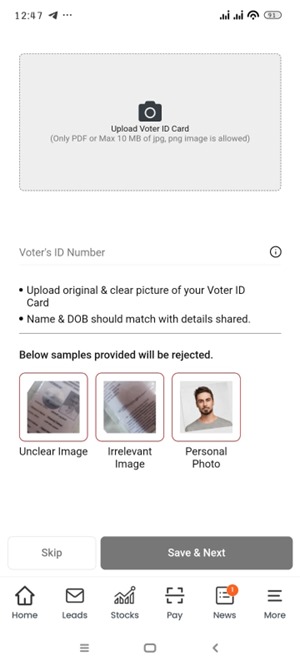 12:47
91
Upload Voter ID Card
(Only PDF or Max 10 MB of jpg, png image is allowed)
Voter's ID Number
• Upload original & clear picture of your Voter ID
Card
• Name & DOB should match with details shared.
Below samples provided will be rejected.
Unclear Image
Irrelevant
Image
Personal
Photo
Skip
Save & Next
1
Home
Leads
Stocks
Pay
News
More